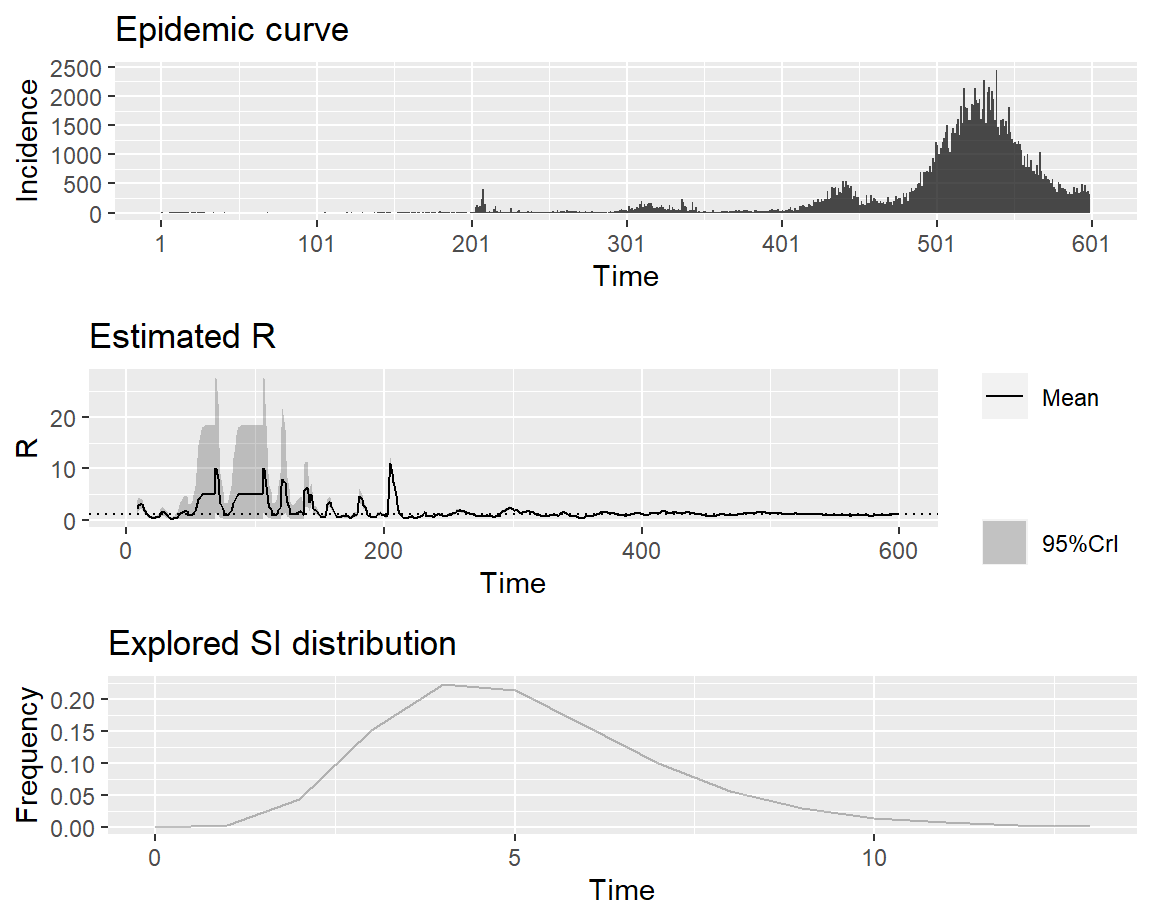 Epidemic curve
Incidence
2500
2000
1500
1000
500
0
1 101 201 301 401 501 601
Time
Estimated R
R
20
10
0
0 200 400 600
Time
Mean
95%CrI
Explored SI distribution
Frequency
0.20
0.15
0.10
0.05
0.00
0 5 10
Time